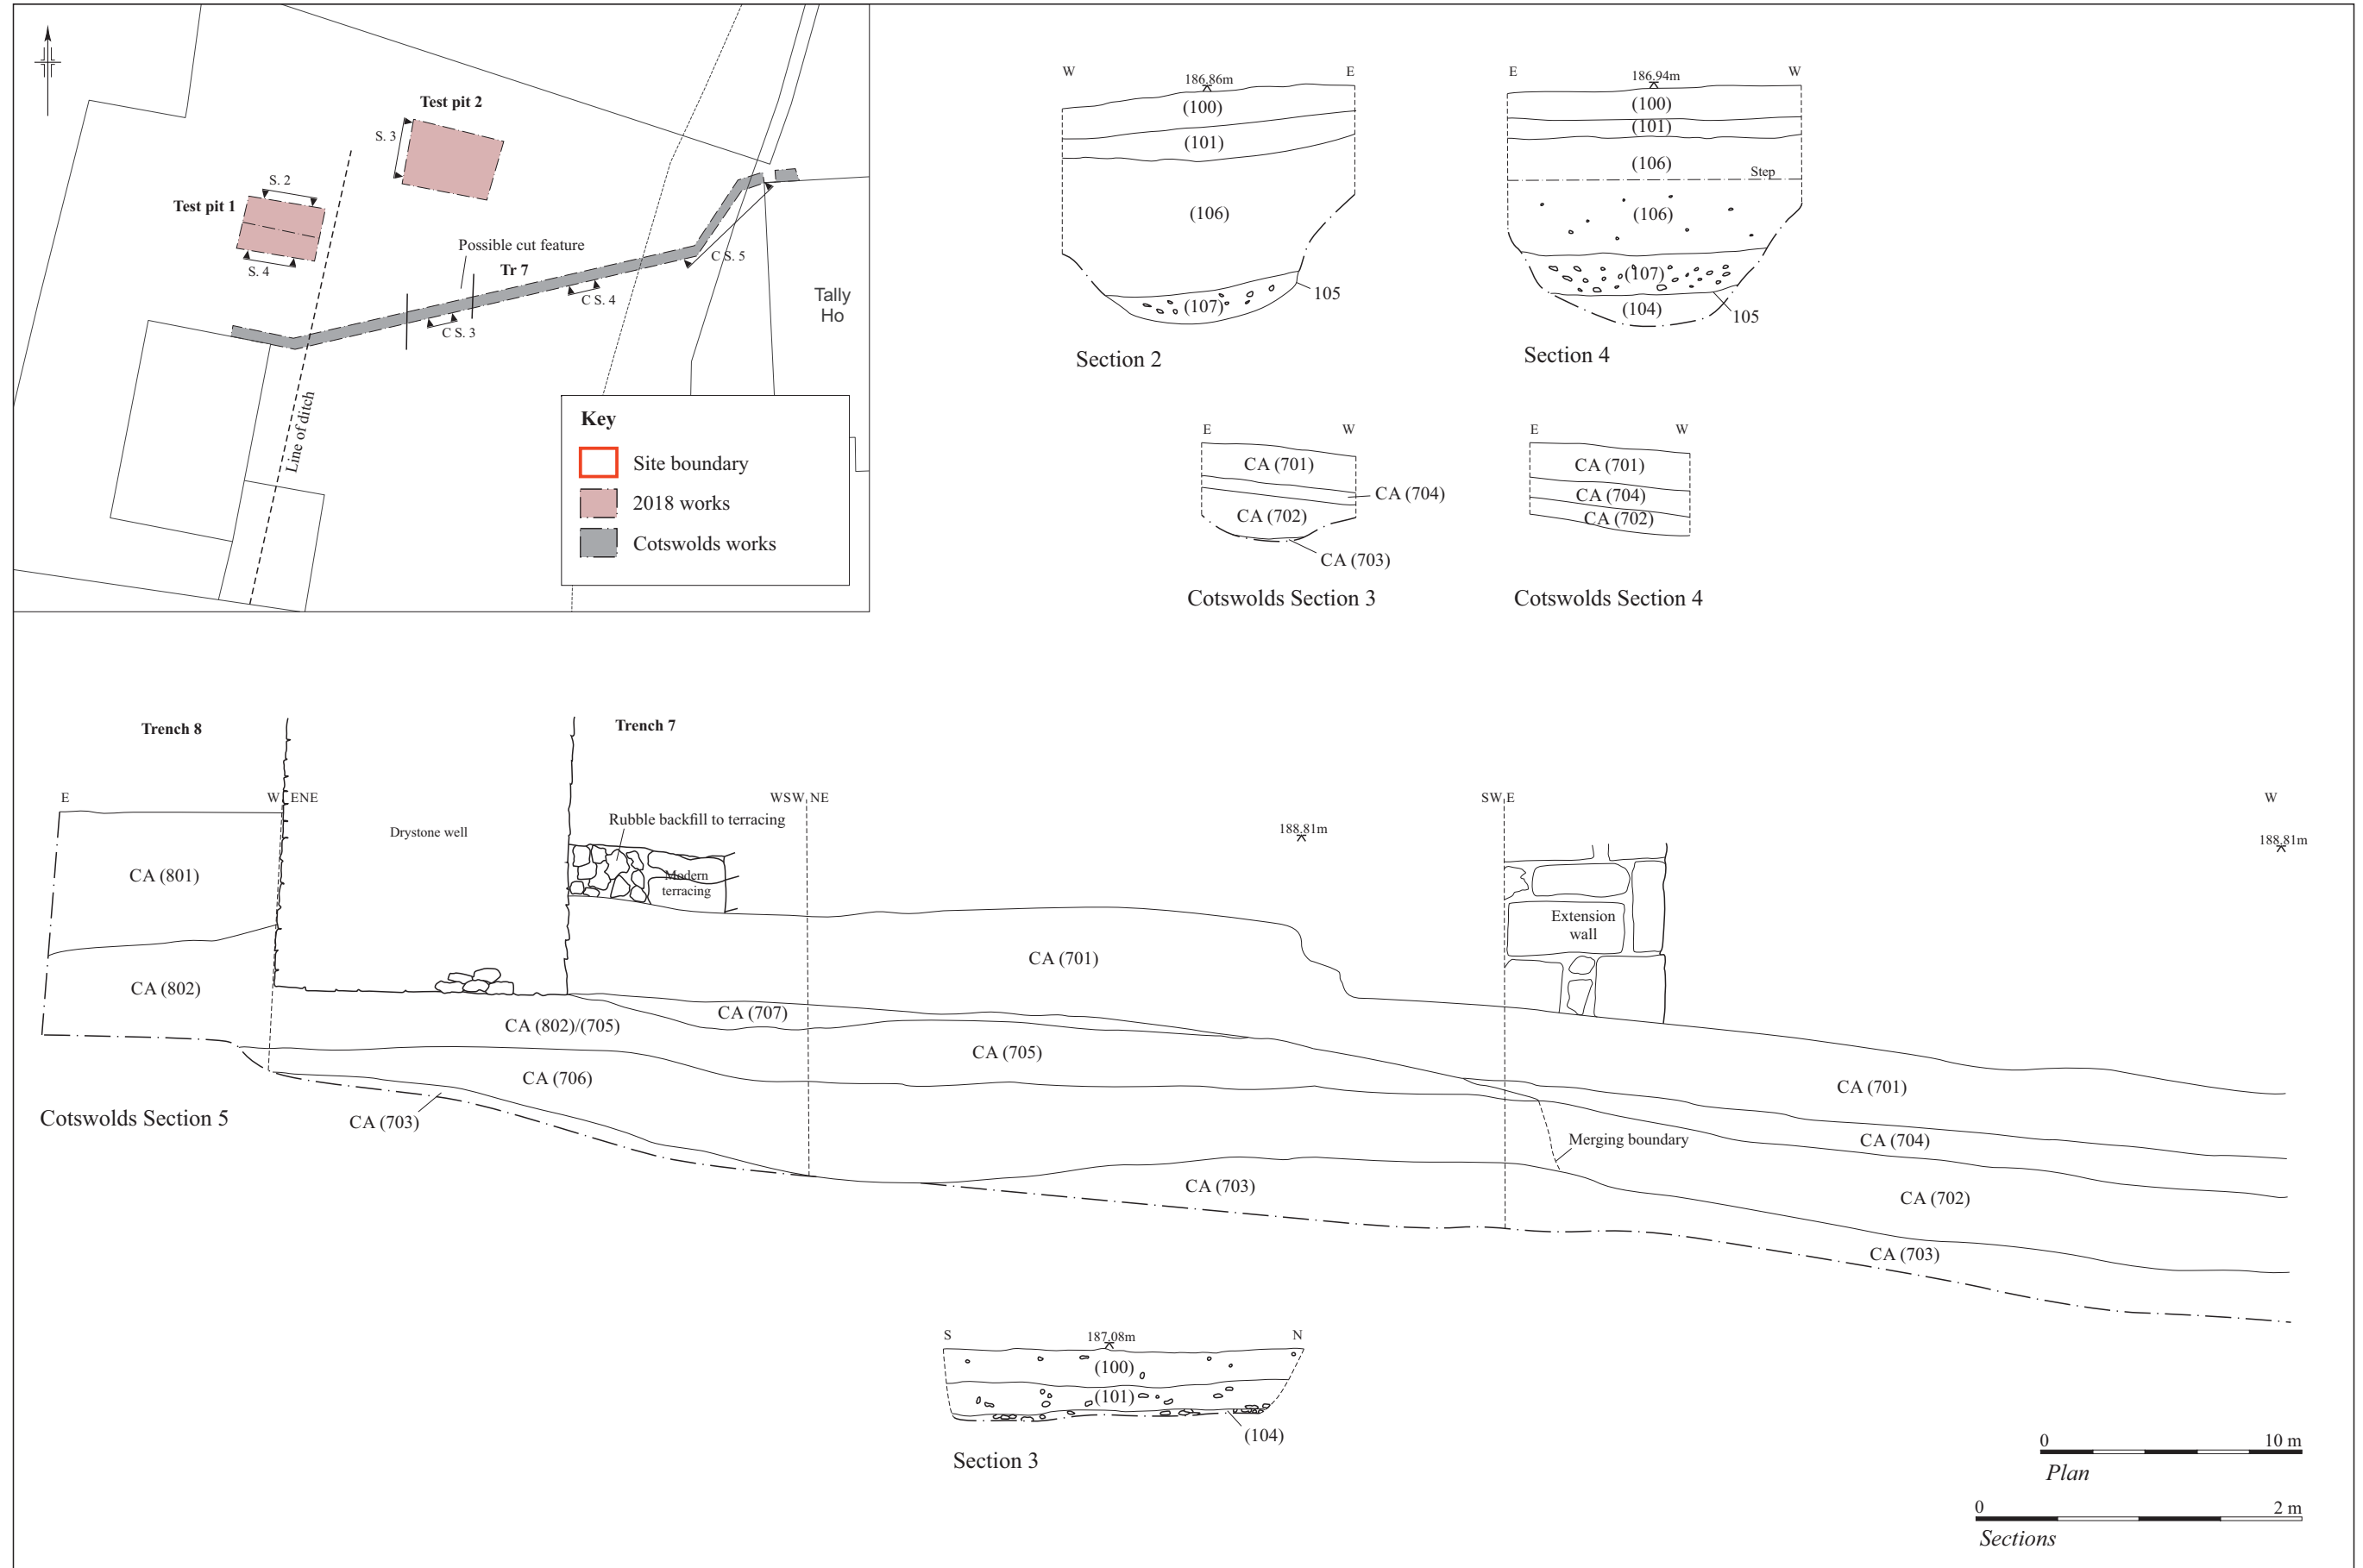 Test pit 2
S. 3
S. 2
Test pit 1
S. 4
Possible cut feature
Tr 7
C S. 5
C S. 4
C S. 3
Tally
Ho
Line of ditch
Key
Site boundary
2018 works
Cotswolds works
W
E
186.86m
(100)
(101)
(106)
(107)
105
Section 2
E
W
186.94m
(100)
(101)
(106)
Step
(106)
(107)
(104)
105
Section 4
E
W
CA (701)
CA (704)
CA (702)
CA (703)
Cotswolds Section 3
E
W
CA (701)
CA (704)
CA (702)
Cotswolds Section 4
Trench 8
Trench 7
E
W
ENE
WSW
NE
SW
E
W
Drystone well
Rubble backfill to terracing
Modern
terracing
188.81m
188.81m
Extension
wall
CA (801)
CA (802)
CA (701)
CA (707)
CA (802)/(705)
CA (705)
CA (706)
CA (703)
CA (701)
Merging boundary
CA (704)
CA (703)
CA (702)
CA (703)
Cotswolds Section 5
S
N
187.08m
(100)
(101)
(104)
Section 3
0
10 m
Plan
0
2 m
Sections